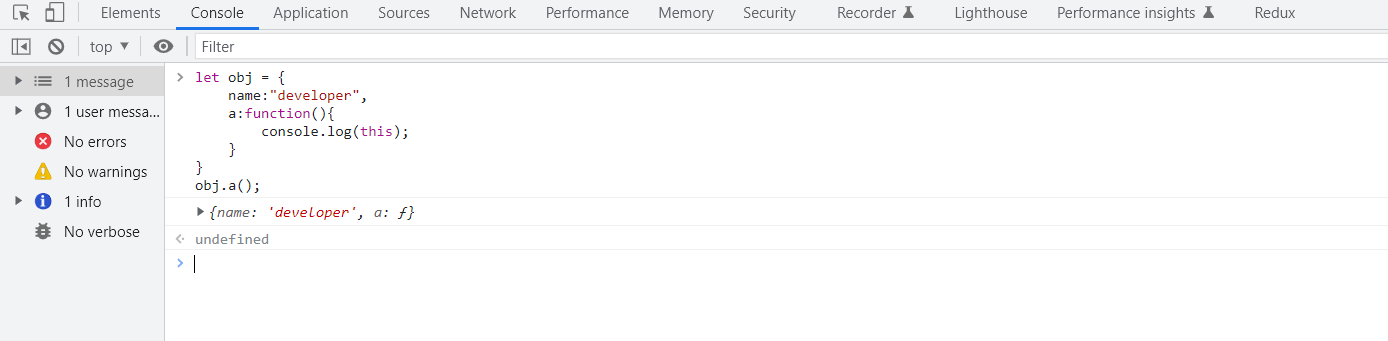 Elements Console Application Sources Network Performance Memory Security Recorder Lighthouse Performance insights Redux
top Filter
1 message
1 user messa...
No errors
No warnings
1 info
No verbose
let obj = {
    name:"developer",
    a:function(){
        console.log(this);
    }
}
obj.a();
{name: 'developer', a: ƒ}
undefined